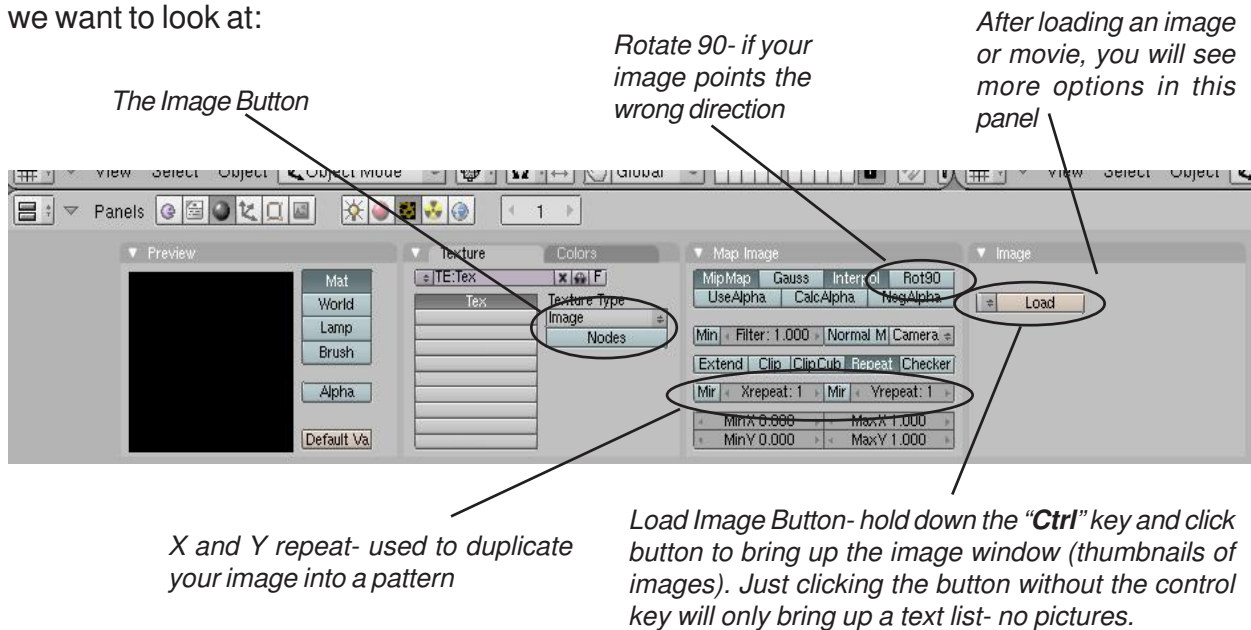 we want to look at:
The Image Button
Rotate 90- if your
image points the
wrong direction
After loading an image
or movie, you will see
more options in this
panel
View Select Object Object Mode Global View Select Object
Panels 1
Preview
Mat
World
Lamp
Brush
Alpha
Default Va
Texture Colors
TE:Tex F
Tex
Texture Type
Image
Nodes
Map Image
MipMap Gauss Interpol Rot90
UseAlpha CalcAlpha NegAlpha
Min Filter: 1.000 Normal M Camera
Extend Clip ClipCub Repeat Checker
Mir Xrepeat: 1 Mir Yrepeat: 1
MinX 0.000 MaxX 1.000
MinY 0.000 MaxY 1.000
Image
Load
X and Y repeat- used to duplicate
your image into a pattern
Load Image Button- hold down the “Ctrl” key and click
button to bring up the image window (thumbnails of
images). Just clicking the button without the control
key will only bring up a text list- no pictures.